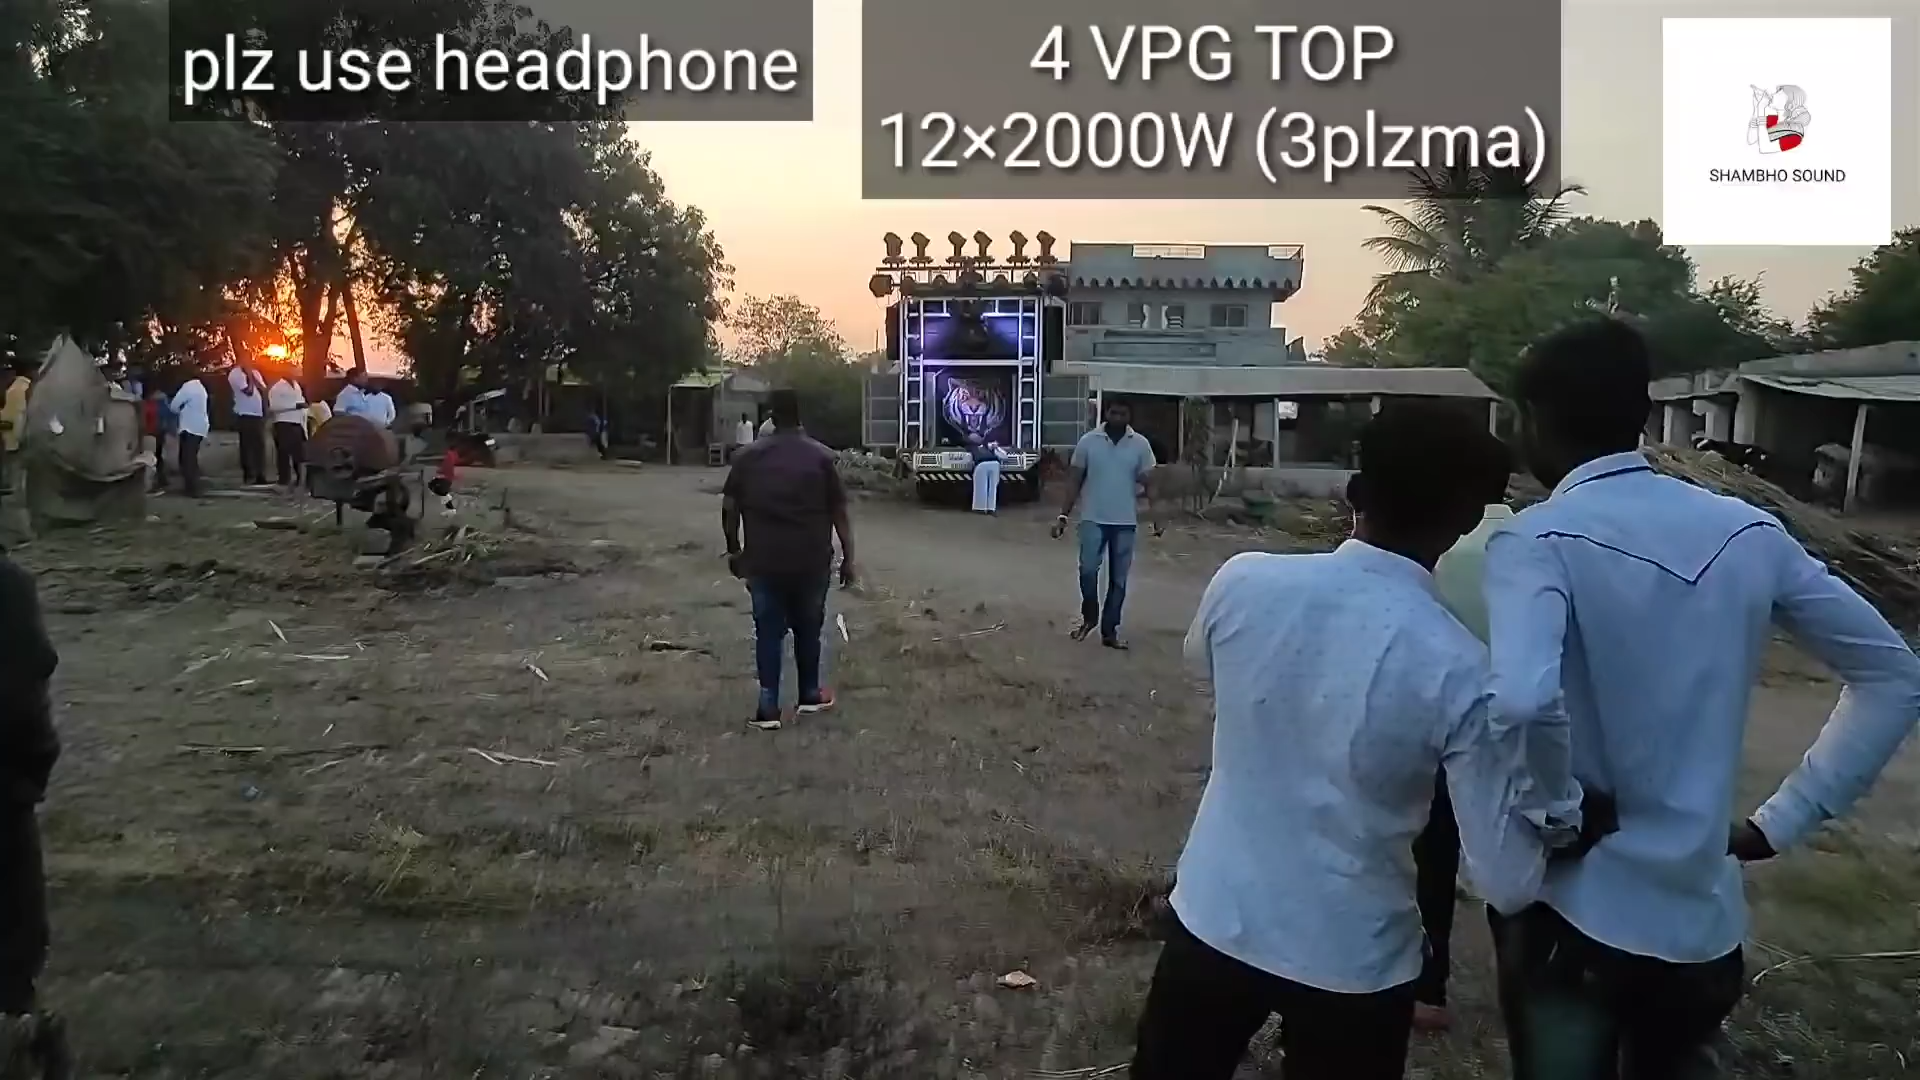 plz use headphone
4 VPG TOP
12×2000W (3plzma)
SHAMBHO SOUND